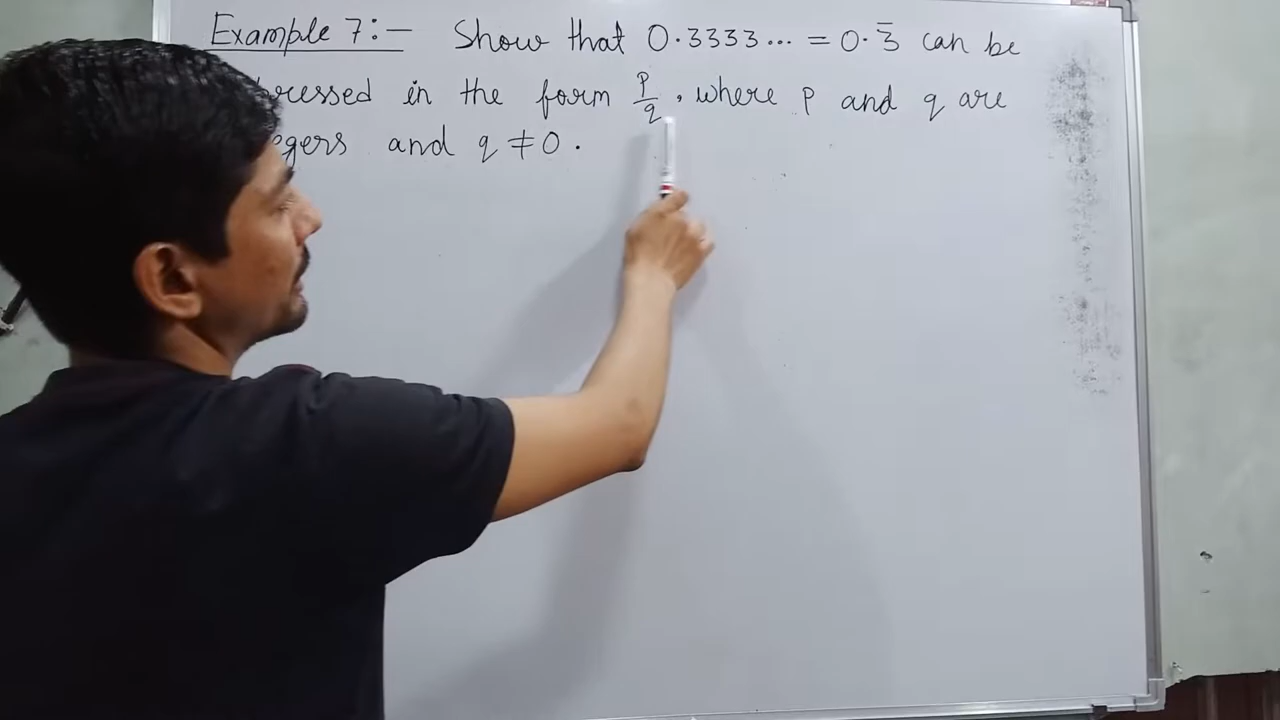 Example 7:- Show that 0.3333... = 0.3̅ can be
pressed in the form p/q, where p and q are
egers and q ≠ 0.